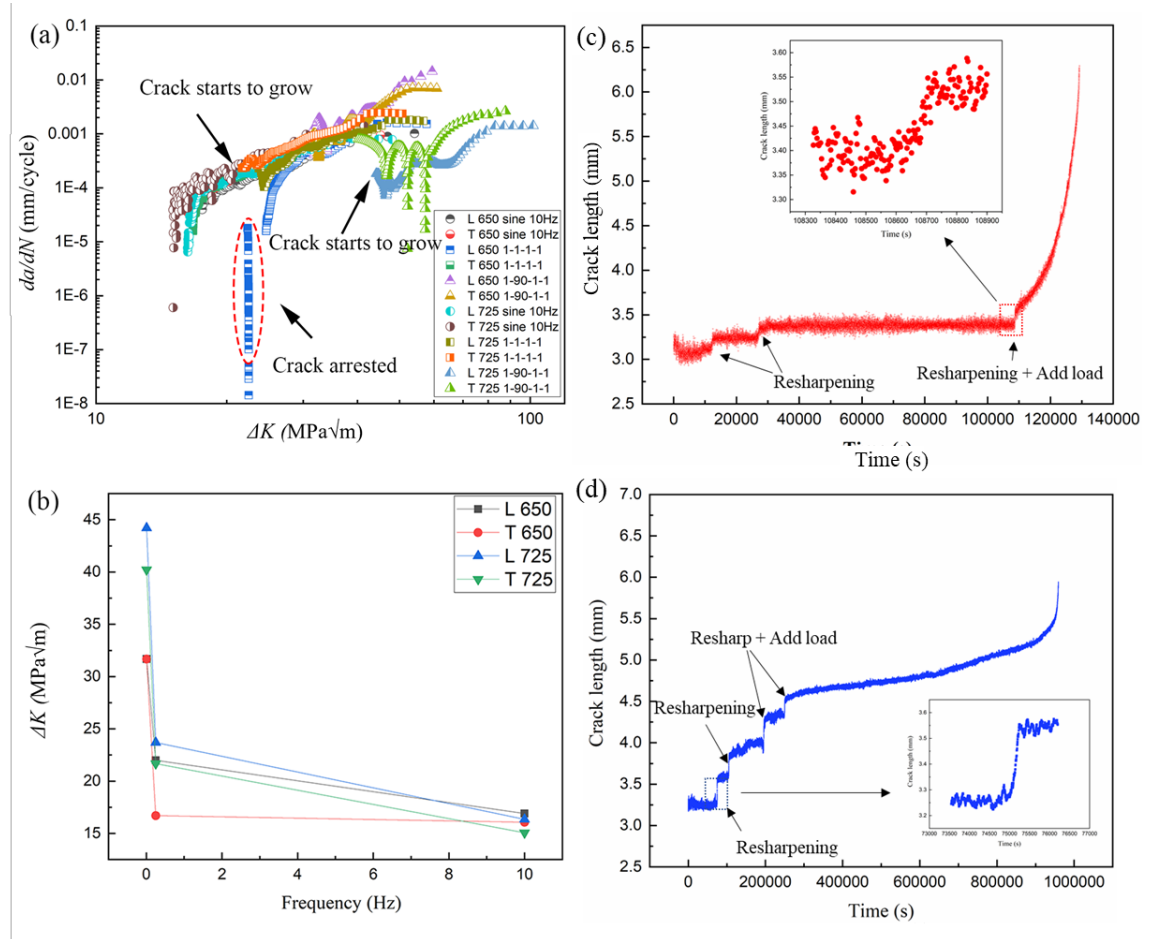 (a)
0.1
0.01
0.001
1E-4
1E-5
1E-6
1E-7
1E-8
da/dN (mm/cycle)
Crack starts to grow
Crack starts to grow
Crack arrested
L 650 sine 10Hz
T 650 sine 10Hz
L 650 1-1-1-1
T 650 1-1-1-1
L 650 1-90-1-1
T 650 1-90-1-1
L 725 sine 10Hz
T 725 sine 10Hz
L 725 1-1-1-1
T 725 1-1-1-1
L 725 1-90-1-1
T 725 1-90-1-1
10
100
ΔK (MPa√m)
(c)
6.5
6.0
5.5
5.0
4.5
4.0
3.5
3.0
2.5
Crack length (mm)
3.60
3.55
3.50
3.45
3.40
3.35
3.30
Crack length (mm)
108300 108400 108500 108600 108700 108800 108900
Time (s)
Resharpening
Resharpening + Add load
0 20000 40000 60000 80000 100000 120000 140000
Time (s)
(b)
45
40
35
30
25
20
15
ΔK (MPa√m)
L 650
T 650
L 725
T 725
0 2 4 6 8 10
Frequency (Hz)
(d)
7.0
6.5
6.0
5.5
5.0
4.5
4.0
3.5
3.0
2.5
Crack length (mm)
Resharp + Add load
Resharpening
Resharpening
3.6
3.5
3.4
3.3
3.2
Crack length (mm)
73000 73500 74000 74500 75000 75500 76000 76500 77000
Time (s)
0 200000 400000 600000 800000 1000000
Time (s)